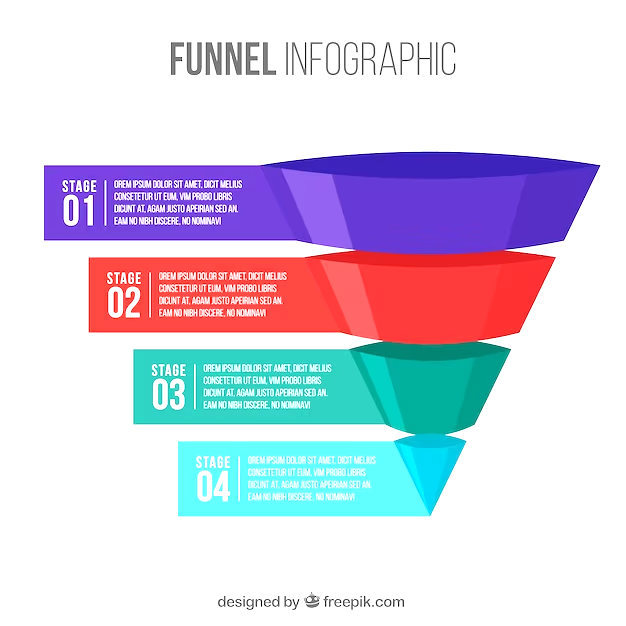 FUNNEL INFOGRAPHIC
STAGE
01
OREM IPSUM DOLOR SIT AMET, DICIT MELIUS
CONSETETUR UT EUM, VIM PROBO LIBRIS
DICUNT AT, AGAM JUSTO APEIRIAN SED AN.
EAM NO NIBH DISCERE, NO NOMINAVI
STAGE
02
OREM IPSUM DOLOR SIT AMET, DICIT MELIUS
CONSETETUR UT EUM, VIM PROBO LIBRIS
DICUNT AT, AGAM JUSTO APEIRIAN SED AN.
EAM NO NIBH DISCERE, NO NOMINAVI
STAGE
03
OREM IPSUM DOLOR SIT AMET, DICIT MELIUS
CONSETETUR UT EUM, VIM PROBO LIBRIS
DICUNT AT, AGAM JUSTO APEIRIAN SED AN.
EAM NO NIBH DISCERE, NO NOMINAVI
STAGE
04
OREM IPSUM DOLOR SIT AMET, DICIT MELIUS
CONSETETUR UT EUM, VIM PROBO LIBRIS
DICUNT AT, AGAM JUSTO APEIRIAN SED AN.
EAM NO NIBH DISCERE, NO NOMINAVI
designed by freepik.com